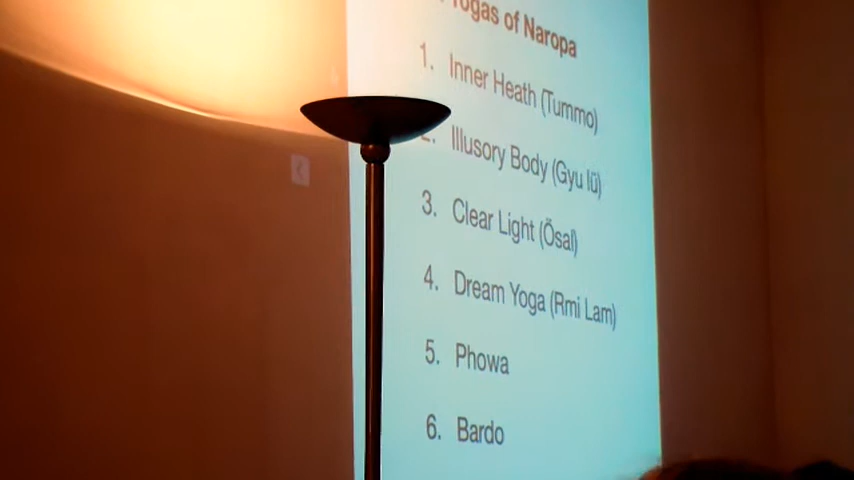 Yogas of Naropa
1. Inner Heath (Tummo)
2. Illusory Body (Gyu lü)
3. Clear Light (Ösal)
4. Dream Yoga (Rmi Lam)
5. Phowa
6. Bardo